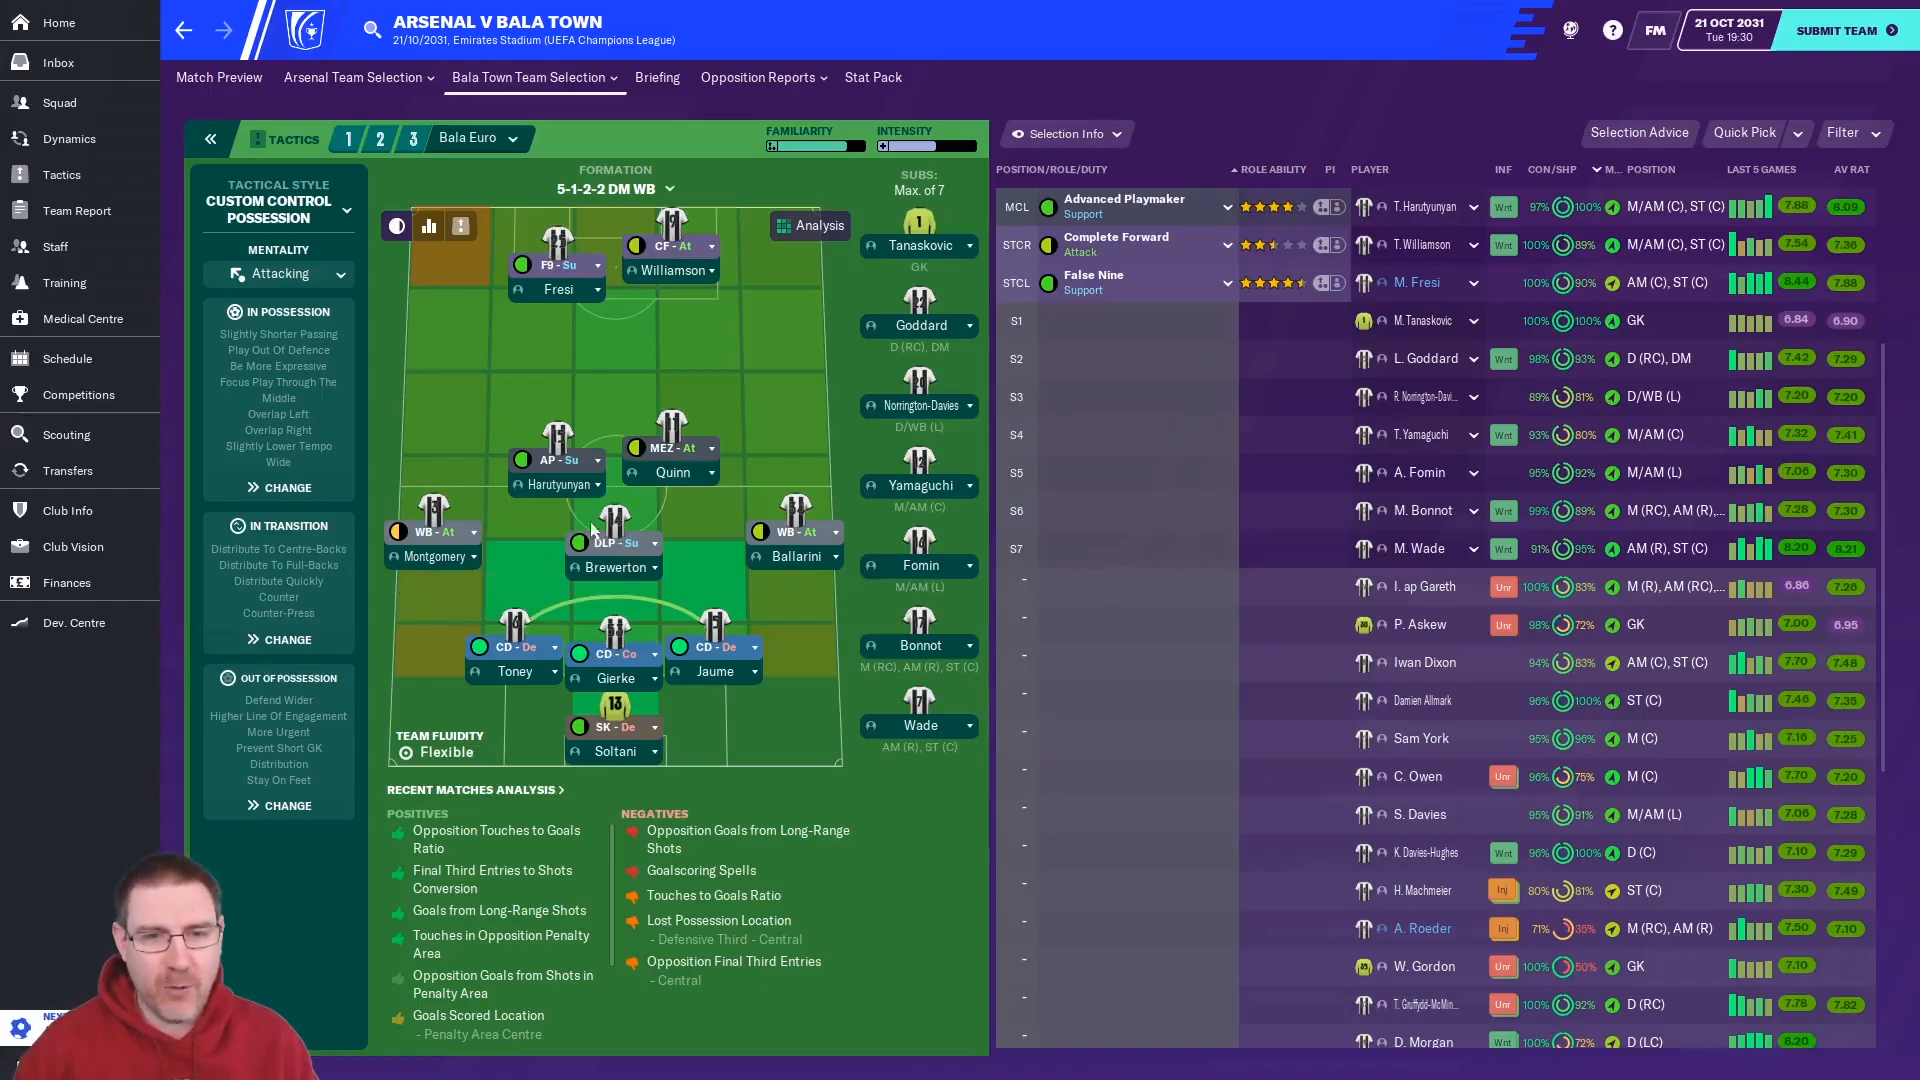 Home
Inbox
Squad
Dynamics
Tactics
Team Report
Staff
Training
Medical Centre
Schedule
Competitions
Scouting
Transfers
Club Info
Club Vision
Finances
Dev. Centre
ARSENAL V BALA TOWN
21/10/2031, Emirates Stadium (UEFA Champions League)
FM
21 OCT 2031
Tue 19:30
SUBMIT TEAM
Match Preview
Arsenal Team Selection
Bala Town Team Selection
Briefing
Opposition Reports
Stat Pack
TACTICS
1 2 3
Bala Euro
FAMILIARITY
INTENSITY
TACTICAL STYLE
CUSTOM CONTROL
POSSESSION
MENTALITY
Attacking
IN POSSESSION
Slightly Shorter Passing
Play Out Of Defence
Be More Expressive
Focus Play Through The
Middle
Overlap Left
Overlap Right
Slightly Lower Tempo
Wide
CHANGE
IN TRANSITION
Distribute To Centre-Backs
Distribute To Full-Backs
Distribute Quickly
Counter
Counter-Press
CHANGE
OUT OF POSSESSION
Defend Wider
Higher Line Of Engagement
More Urgent
Prevent Short GK
Distribution
Stay On Feet
CHANGE
FORMATION
5-1-2-2 DM WB
Analysis
F9 - Su
Fresi
CF - At
Williamson
AP - Su
Harutyunyan
MEZ - At
Quinn
WB - At
Montgomery
DLP - Su
Brewerton
WB - At
Ballarini
CD - De
Toney
CD - Co
Gierke
CD - De
Jaume
13
SK - De
Soltani
TEAM FLUIDITY
Flexible
SUBS:
Max. of 7
1
Tanaskovic
GK
Goddard
D (RC), DM
20
Norrington-Davies
D/WB (L)
Yamaguchi
M/AM (C)
Fomin
M/AM (L)
Bonnot
M (RC), AM (R), ST (C)
Wade
AM (R), ST (C)
RECENT MATCHES ANALYSIS >
POSITIVES
Opposition Touches to Goals
Ratio
Final Third Entries to Shots
Conversion
Goals from Long-Range Shots
Touches in Opposition Penalty
Area
Opposition Goals from Shots in
Penalty Area
Goals Scored Location
- Penalty Area Centre
NEGATIVES
Opposition Goals from Long-Range
Shots
Goalscoring Spells
Touches to Goals Ratio
Lost Possession Location
- Defensive Third - Central
Opposition Final Third Entries
- Central
Selection Info
Selection Advice
Quick Pick
Filter
POSITION/ROLE/DUTY ROLE ABILITY PI PLAYER INF CON/SHP M... POSITION LAST 5 GAMES AV RAT
MCL Advanced Playmaker Support T. Harutyunyan Wnt 97% 100% M/AM (C), ST (C) 7.88 8.09
STCR Complete Forward Attack T. Williamson Wnt 100% 89% M/AM (C), ST (C) 7.54 7.36
STCL False Nine Support M. Fresi 100% 90% AM (C), ST (C) 8.44 7.88
S1 M. Tanaskovic 100% 100% GK 6.84 6.90
S2 L. Goddard Wnt 98% 93% D (RC), DM 7.42 7.29
S3 R. Norrington-Davi... 89% 81% D/WB (L) 7.20 7.20
S4 T. Yamaguchi Wnt 93% 80% M/AM (C) 7.32 7.41
S5 A. Fomin 95% 92% M/AM (L) 7.06 7.30
S6 M. Bonnot Wnt 99% 89% M (RC), AM (R),... 7.28 7.30
S7 M. Wade Wnt 91% 95% AM (R), ST (C) 8.20 8.21
- I. ap Gareth Unr 100% 83% M (R), AM (RC),... 6.86 7.26
- P. Askew Unr 98% 72% GK 7.00 6.95
- Iwan Dixon 94% 83% AM (C), ST (C) 7.70 7.48
- Damien Allmark 96% 100% ST (C) 7.46 7.35
- Sam York 95% 96% M (C) 7.16 7.25
- C. Owen Unr 96% 75% M (C) 7.70 7.20
- S. Davies 95% 91% M/AM (L) 7.06 7.28
- K. Davies-Hughes Wnt 96% 100% D (C) 7.10 7.29
- H. Machmeier Inj 80% 81% ST (C) 7.30 7.49
- A. Roeder Inj 71% 35% M (RC), AM (R) 7.50 7.10
- W. Gordon Unr 100% 50% GK 7.10
- T. Gruffydd-McMin... Unr 100% 92% D (RC) 7.78 7.82
- D. Morgan Wnt 100% 72% D (LC) 8.20